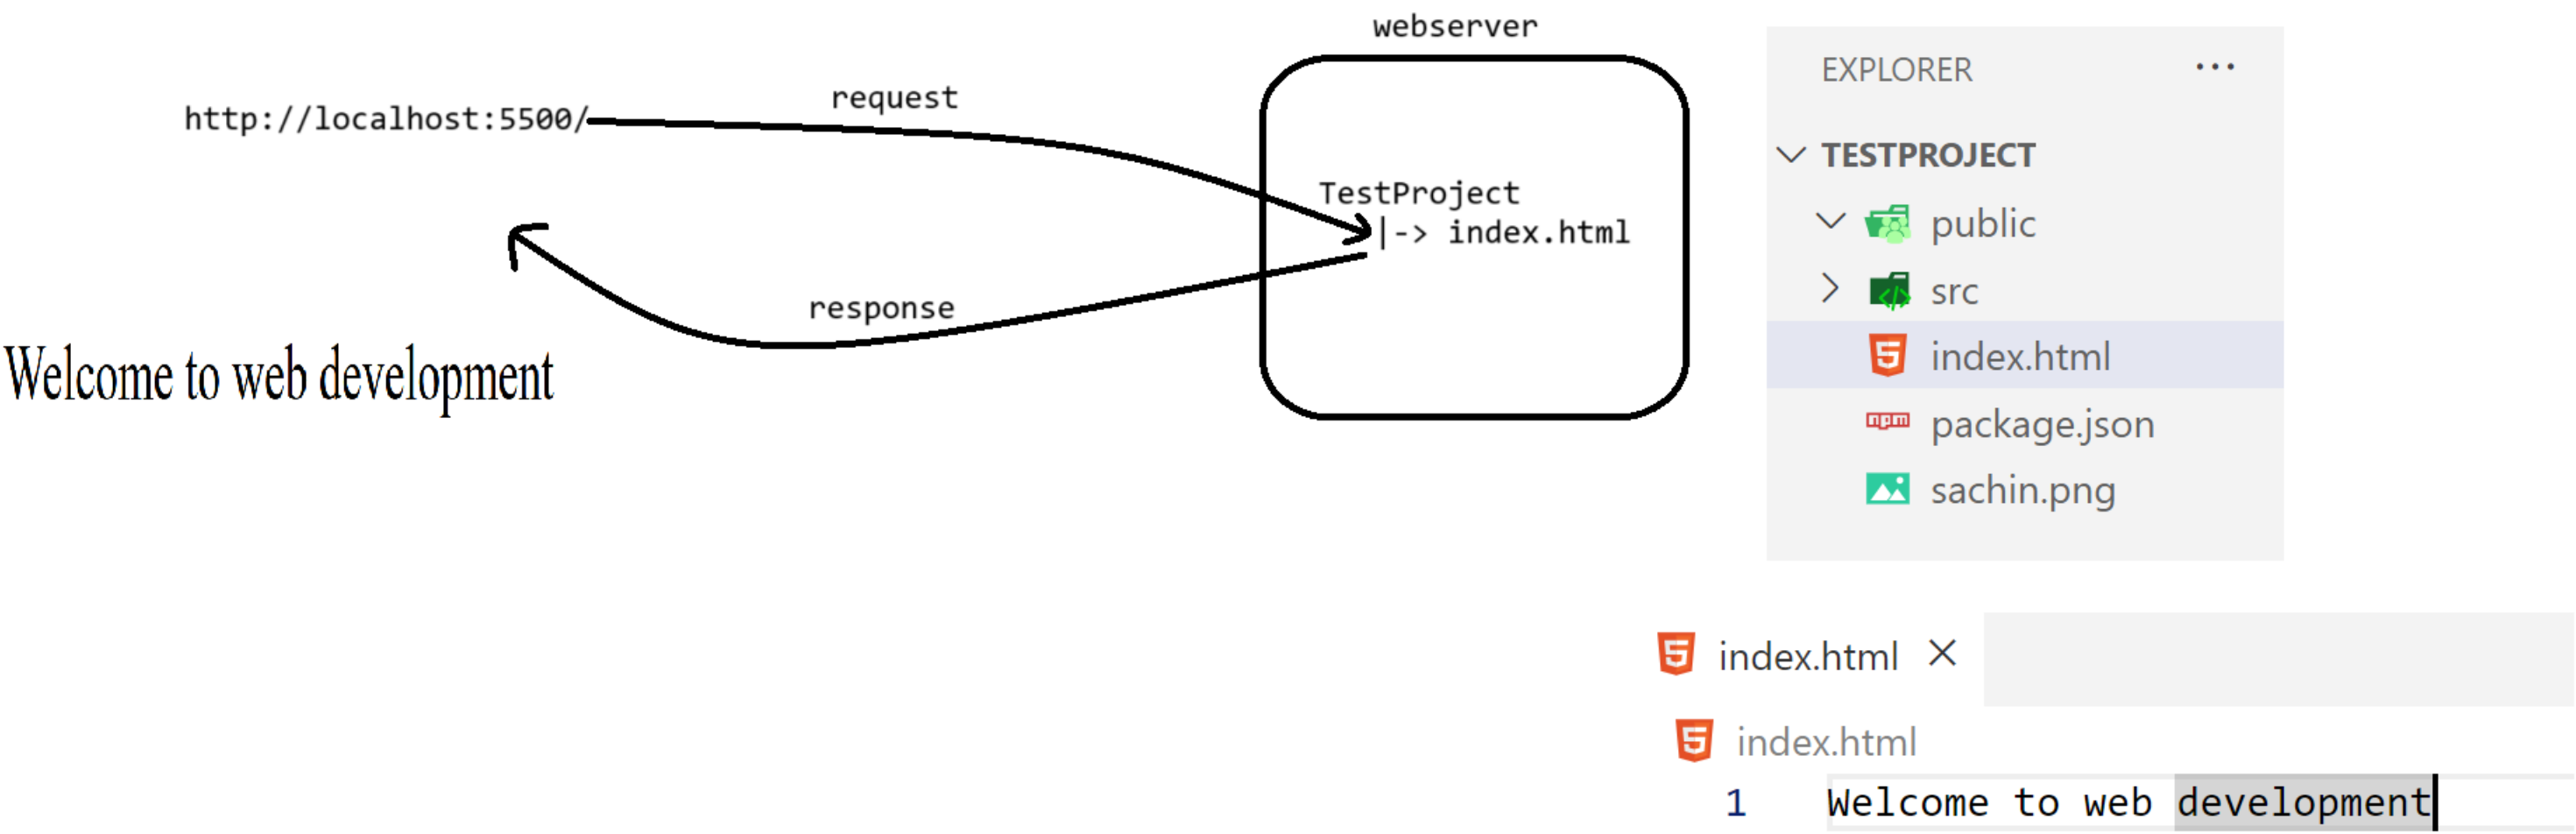 webserver
http://localhost:5500/
request
TestProject
|-> index.html
response
Welcome to web development
EXPLORER
TESTPROJECT
public
src
index.html
npm package.json
sachin.png
index.html
index.html
1 Welcome to web development